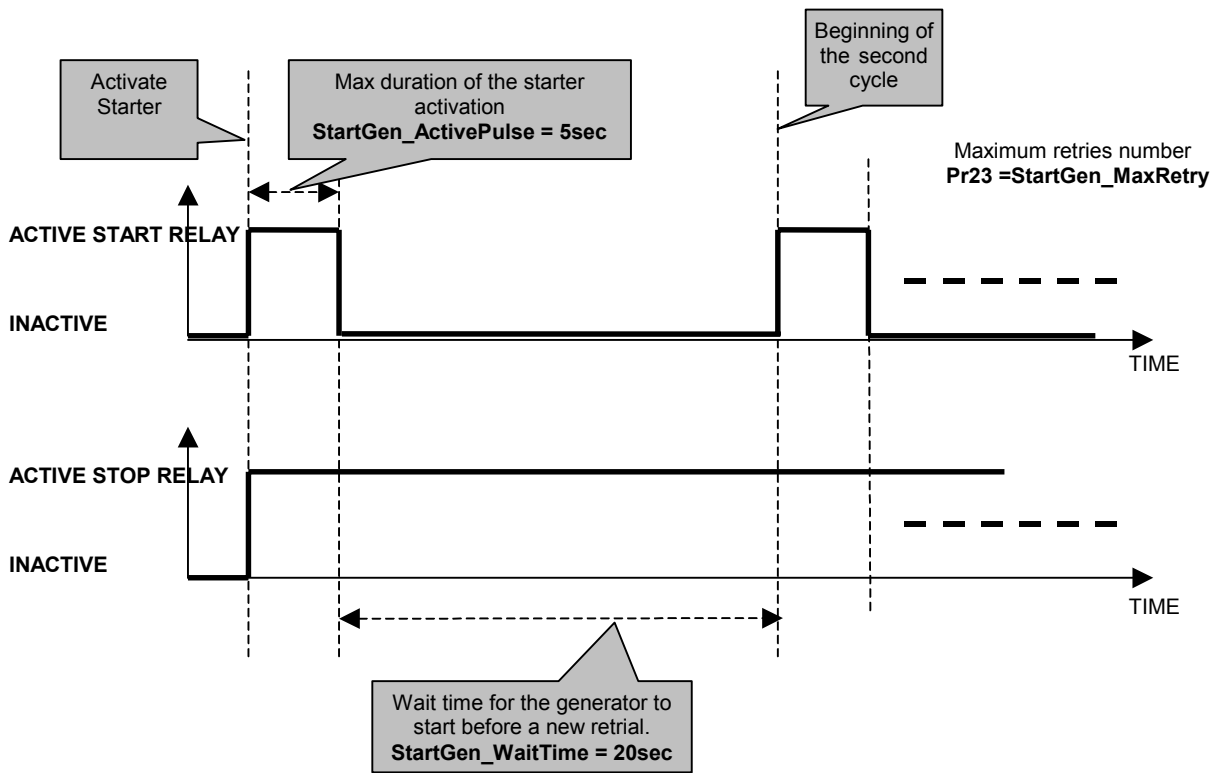 Beginning of
the second
cycle
Activate
Starter
Max duration of the starter
activation
StartGen_ActivePulse = 5sec
Maximum retries number
Pr23 =StartGen_MaxRetry
ACTIVE START RELAY
INACTIVE
TIME
ACTIVE STOP RELAY
INACTIVE
TIME
Wait time for the generator to
start before a new retrial.
StartGen_WaitTime = 20sec